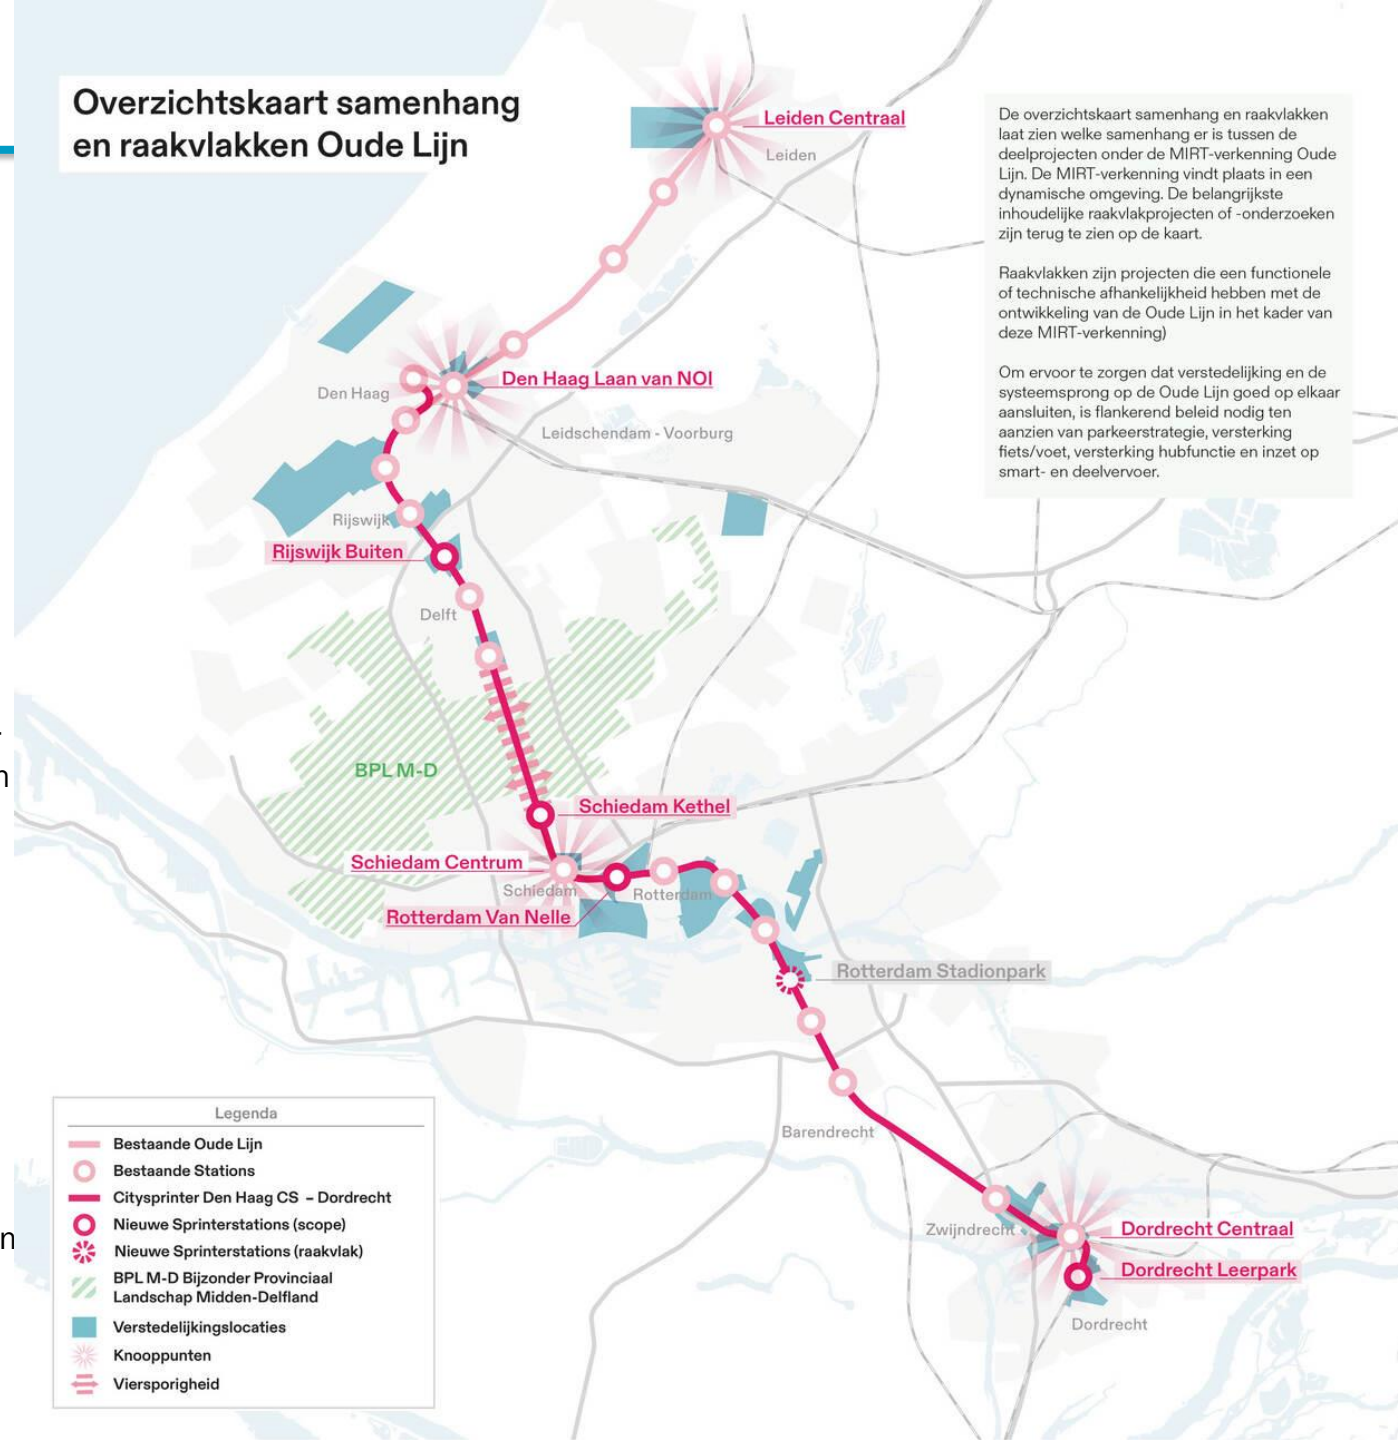 Overzichtskaart samenhang
en raakvlakken Oude Lijn
De overzichtskaart samenhang en raakvlakken
laat zien welke samenhang er is tussen de
deelprojecten onder de MIRT-verkenning Oude
Lijn. De MIRT-verkenning vindt plaats in een
dynamische omgeving. De belangrijkste
inhoudelijke raakvlakprojecten of -onderzoeken
zijn terug te zien op de kaart.
Raakvlakken zijn projecten die een functionele
of technische afhankelijkheid hebben met de
ontwikkeling van de Oude Lijn in het kader van
deze MIRT-verkenning)
Om ervoor te zorgen dat verstedelijking en de
systeemsprong op de Oude Lijn goed op elkaar
aansluiten, is flankerend beleid nodig ten
aanzien van parkeerstrategie, versterking
fiets/voet, versterking hubfunctie en inzet op
smart- en deelvervoer.
Leiden Centraal
Leiden
Den Haag Laan van NOI
Den Haag
Leidschendam - Voorburg
Rijswijk
Rijswijk Buiten
Delft
BPL M-D
Schiedam Kethel
Schiedam Centrum
Schiedam
Rotterdam
Rotterdam Van Nelle
Rotterdam Stadionpark
Barendrecht
Zwijndrecht
Dordrecht Centraal
Dordrecht Leerpark
Dordrecht
Legenda
Bestaande Oude Lijn
Bestaande Stations
Citysprinter Den Haag CS – Dordrecht
Nieuwe Sprinterstations (scope)
Nieuwe Sprinterstations (raakvlak)
BPL M-D Bijzonder Provinciaal
Landschap Midden-Delfland
Verstedelijkingslocaties
Knooppunten
Viersporigheid